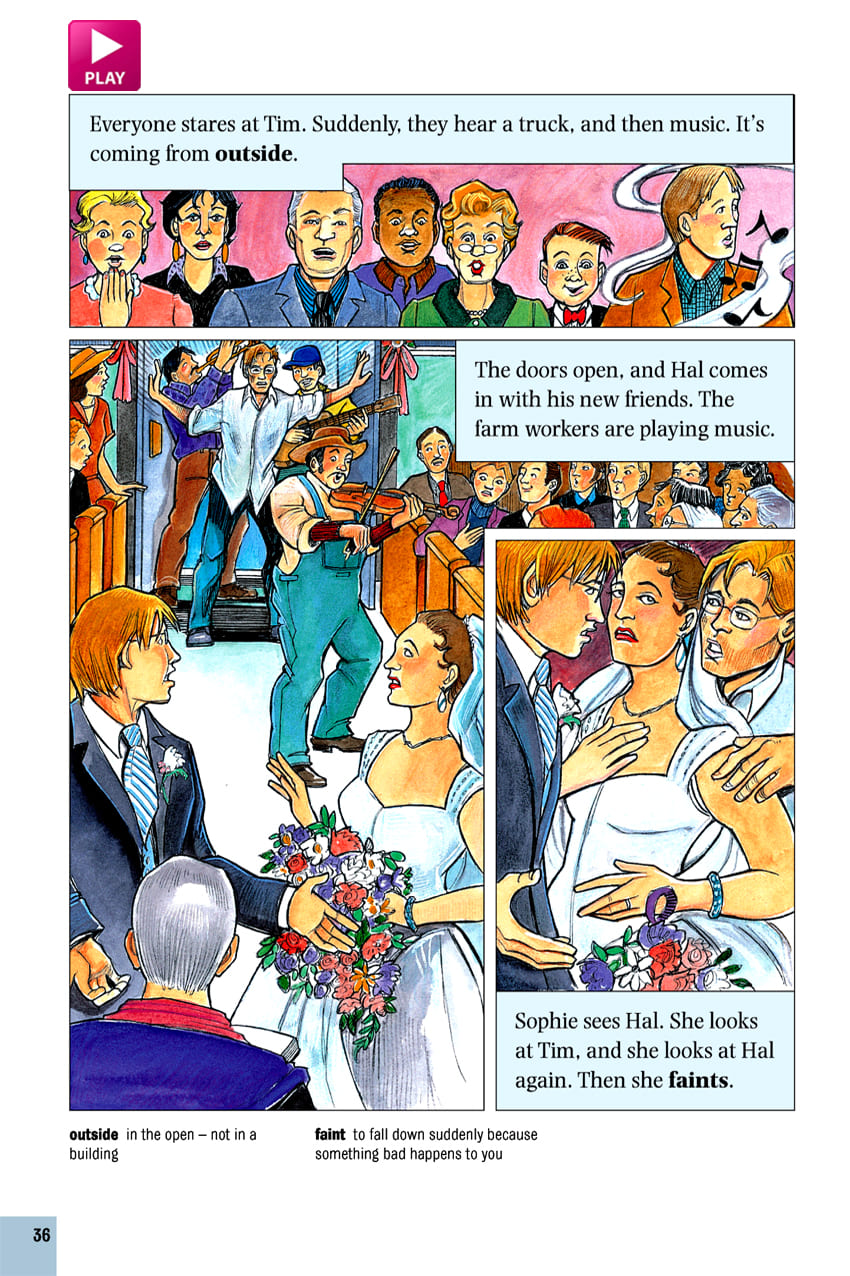 PLAY
Everyone stares at Tim. Suddenly, they hear a truck, and then music. It’s
coming from outside.
The doors open, and Hal comes
in with his new friends. The
farm workers are playing music.
Sophie sees Hal. She looks
at Tim, and she looks at Hal
again. Then she faints.
outside in the open – not in a
building
faint to fall down suddenly because
something bad happens to you
36